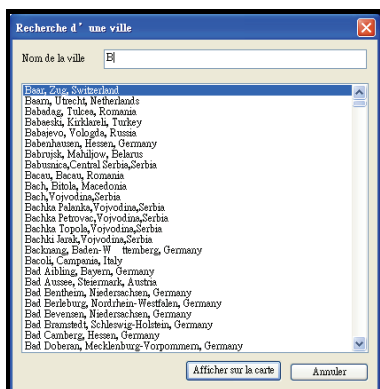 Recherche d'une ville
Nom de la ville B
Baar, Zug, Switzerland
Baarn, Utrecht, Netherlands
Babadag, Tulcea, Romania
Babaeski, Kirklareli, Turkey
Babajevo, Vologda, Russia
Babenhausen, Hessen, Germany
Babrujsk, Mahiljow, Belarus
Babusnica,Central Serbia,Serbia
Bacau, Bacau, Romania
Bach, Bitola, Macedonia
Bach,Vojvodina,Serbia
Bachka Palanka,Vojvodina,Serbia
Bachka Petrovac,Vojvodina,Serbia
Bachka Topola,Vojvodina,Serbia
Bachki Jarak,Vojvodina,Serbia
Backnang, Baden-W ttemberg, Germany
Bacoli, Campania, Italy
Bad Aibling, Bayern, Germany
Bad Aussee, Steiermark, Austria
Bad Bentheim, Niedersachsen, Germany
Bad Berleburg, Nordrhein-Westfalen, Germany
Bad Bevensen, Niedersachsen, Germany
Bad Bramstedt, Schleswig-Holstein, Germany
Bad Camberg, Hessen, Germany
Bad Doberan, Mecklenburg-Vorpommern, Germany
Afficher sur la carte Annuler